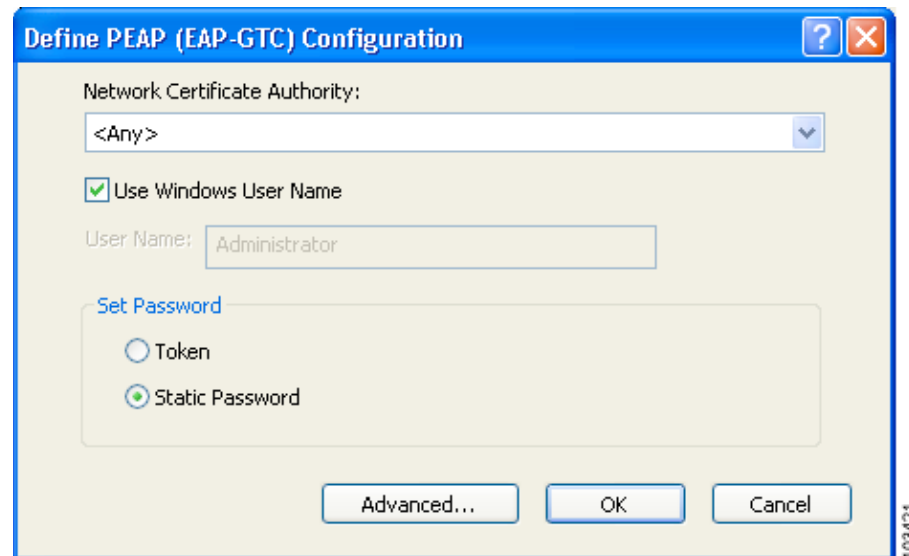 Define PEAP (EAP-GTC) Configuration
Network Certificate Authority:
<Any>
Use Windows User Name
User Name: Administrator
Set Password
Token
Static Password
Advanced... OK Cancel